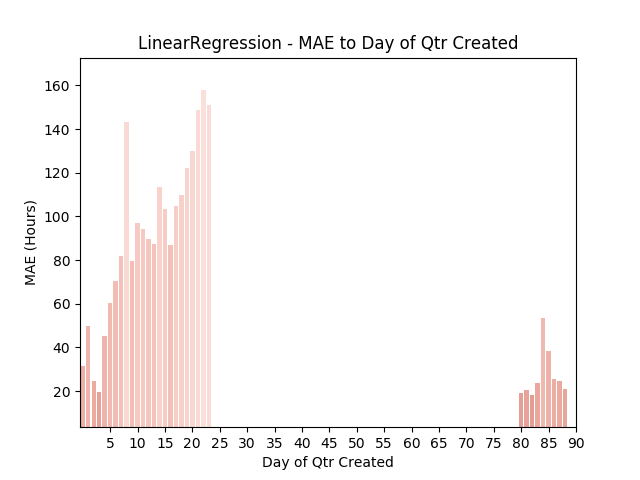 LinearRegression - MAE to Day of Qtr Created
160
140
120
100
80
60
40
20
MAE (Hours)
5 10 15 20 25 30 35 40 45 50 55 60 65 70 75 80 85 90
Day of Qtr Created